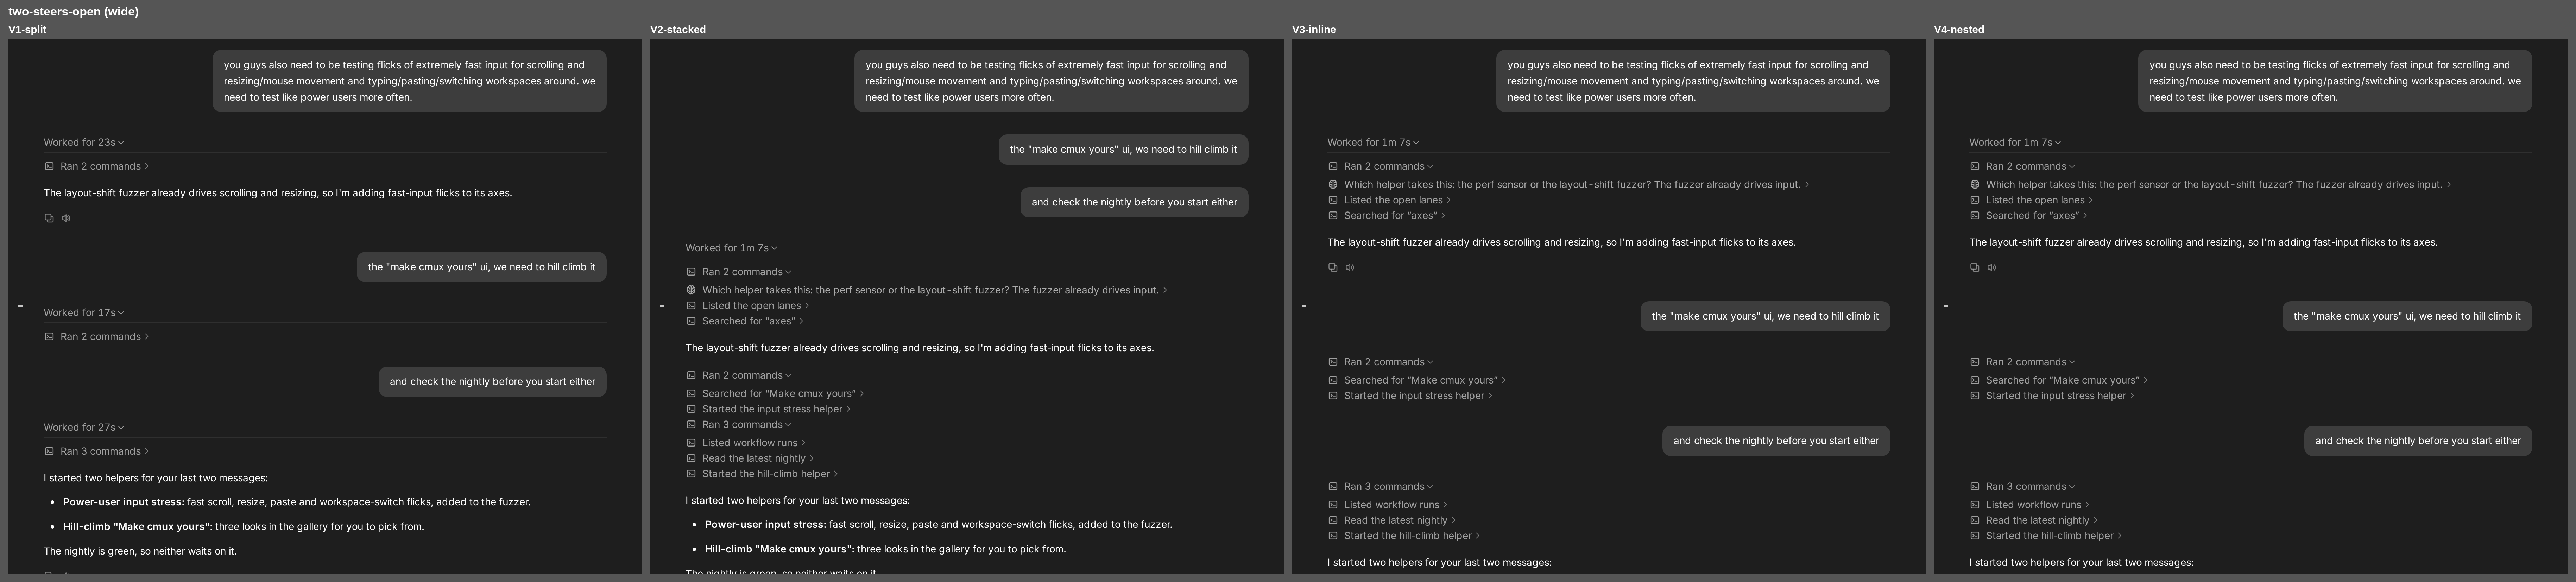 two-steers-open (wide)
V1-split
you guys also need to be testing flicks of extremely fast input for scrolling and
resizing/mouse movement and typing/pasting/switching workspaces around. we
need to test like power users more often.
Worked for 23s
Ran 2 commands
The layout-shift fuzzer already drives scrolling and resizing, so I'm adding fast-input flicks to its axes.
the "make cmux yours" ui, we need to hill climb it
Worked for 17s
Ran 2 commands
and check the nightly before you start either
Worked for 27s
Ran 3 commands
I started two helpers for your last two messages:
• Power-user input stress: fast scroll, resize, paste and workspace-switch flicks, added to the fuzzer.
• Hill-climb "Make cmux yours": three looks in the gallery for you to pick from.
The nightly is green, so neither waits on it.
V2-stacked
you guys also need to be testing flicks of extremely fast input for scrolling and
resizing/mouse movement and typing/pasting/switching workspaces around. we
need to test like power users more often.
the "make cmux yours" ui, we need to hill climb it
and check the nightly before you start either
Worked for 1m 7s
Ran 2 commands
Which helper takes this: the perf sensor or the layout-shift fuzzer? The fuzzer already drives input.
Listed the open lanes
Searched for “axes”
The layout-shift fuzzer already drives scrolling and resizing, so I'm adding fast-input flicks to its axes.
Ran 2 commands
Searched for “Make cmux yours”
Started the input stress helper
Ran 3 commands
Listed workflow runs
Read the latest nightly
Started the hill-climb helper
I started two helpers for your last two messages:
• Power-user input stress: fast scroll, resize, paste and workspace-switch flicks, added to the fuzzer.
• Hill-climb "Make cmux yours": three looks in the gallery for you to pick from.
The nightly is green, so neither waits on it.
V3-inline
you guys also need to be testing flicks of extremely fast input for scrolling and
resizing/mouse movement and typing/pasting/switching workspaces around. we
need to test like power users more often.
Worked for 1m 7s
Ran 2 commands
Which helper takes this: the perf sensor or the layout-shift fuzzer? The fuzzer already drives input.
Listed the open lanes
Searched for “axes”
The layout-shift fuzzer already drives scrolling and resizing, so I'm adding fast-input flicks to its axes.
the "make cmux yours" ui, we need to hill climb it
Ran 2 commands
Searched for “Make cmux yours”
Started the input stress helper
and check the nightly before you start either
Ran 3 commands
Listed workflow runs
Read the latest nightly
Started the hill-climb helper
I started two helpers for your last two messages:
V4-nested
you guys also need to be testing flicks of extremely fast input for scrolling and
resizing/mouse movement and typing/pasting/switching workspaces around. we
need to test like power users more often.
Worked for 1m 7s
Ran 2 commands
Which helper takes this: the perf sensor or the layout-shift fuzzer? The fuzzer already drives input.
Listed the open lanes
Searched for “axes”
The layout-shift fuzzer already drives scrolling and resizing, so I'm adding fast-input flicks to its axes.
the "make cmux yours" ui, we need to hill climb it
Ran 2 commands
Searched for “Make cmux yours”
Started the input stress helper
and check the nightly before you start either
Ran 3 commands
Listed workflow runs
Read the latest nightly
Started the hill-climb helper
I started two helpers for your last two messages: